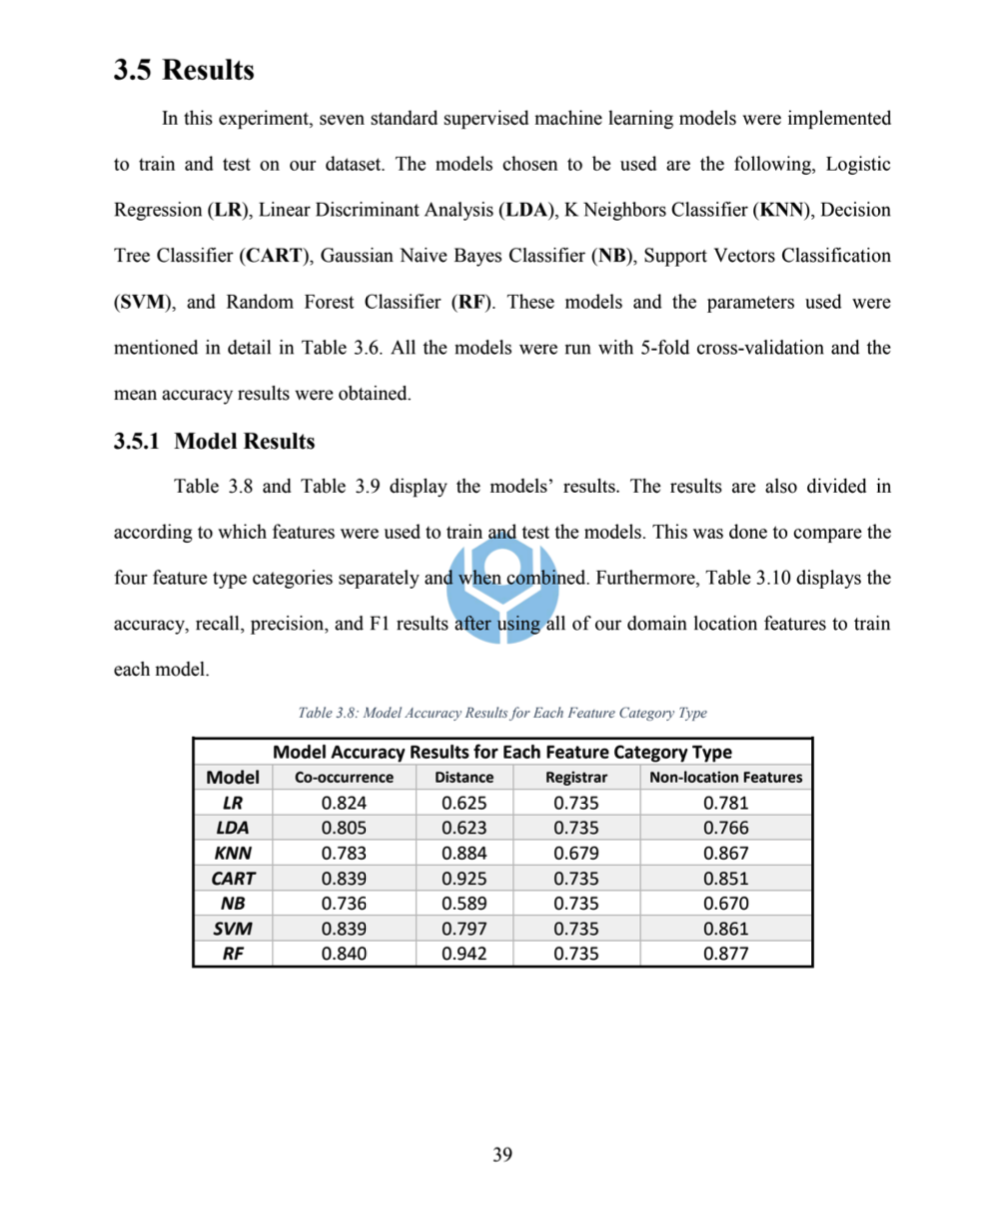 3.5 Results
In this experiment, seven standard supervised machine learning models were implemented
to train and test on our dataset. The models chosen to be used are the following, Logistic
Regression (LR), Linear Discriminant Analysis (LDA), K Neighbors Classifier (KNN), Decision
Tree Classifier (CART), Gaussian Naive Bayes Classifier (NB), Support Vectors Classification
(SVM), and Random Forest Classifier (RF). These models and the parameters used were
mentioned in detail in Table 3.6. All the models were run with 5-fold cross-validation and the
mean accuracy results were obtained.
3.5.1 Model Results
Table 3.8 and Table 3.9 display the models’ results. The results are also divided in
according to which features were used to train and test the models. This was done to compare the
four feature type categories separately and when combined. Furthermore, Table 3.10 displays the
accuracy, recall, precision, and F1 results after using all of our domain location features to train
each model.
Table 3.8: Model Accuracy Results for Each Feature Category Type
Model Accuracy Results for Each Feature Category Type
Model Co-occurrence Distance Registrar Non-location Features
LR 0.824 0.625 0.735 0.781
LDA 0.805 0.623 0.735 0.766
KNN 0.783 0.884 0.679 0.867
CART 0.839 0.925 0.735 0.851
NB 0.736 0.589 0.735 0.670
SVM 0.839 0.797 0.735 0.861
RF 0.840 0.942 0.735 0.877
39